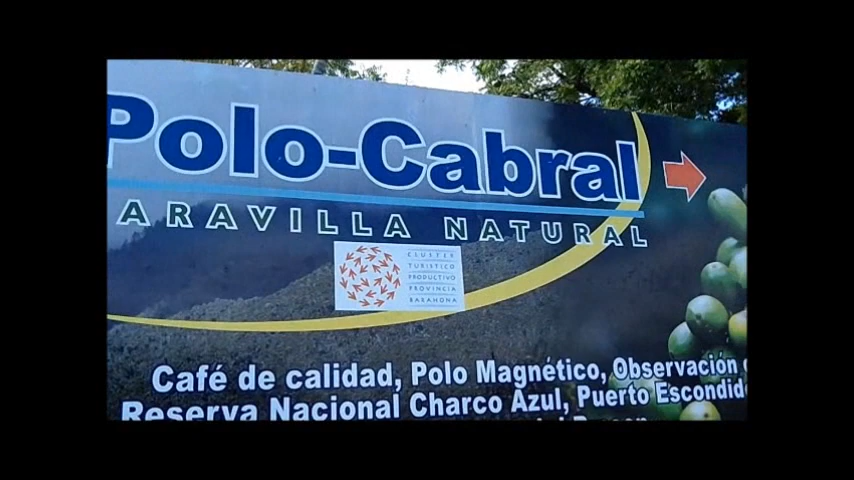 Polo-Cabral
ARAVILLA NATURAL
CLUSTER
TURISTICO
PRODUCTIVO
PROVINCIA
BARAHONA
Café de calidad, Polo Magnético, Observación
Reserva Nacional Charco Azul, Puerto Escondid